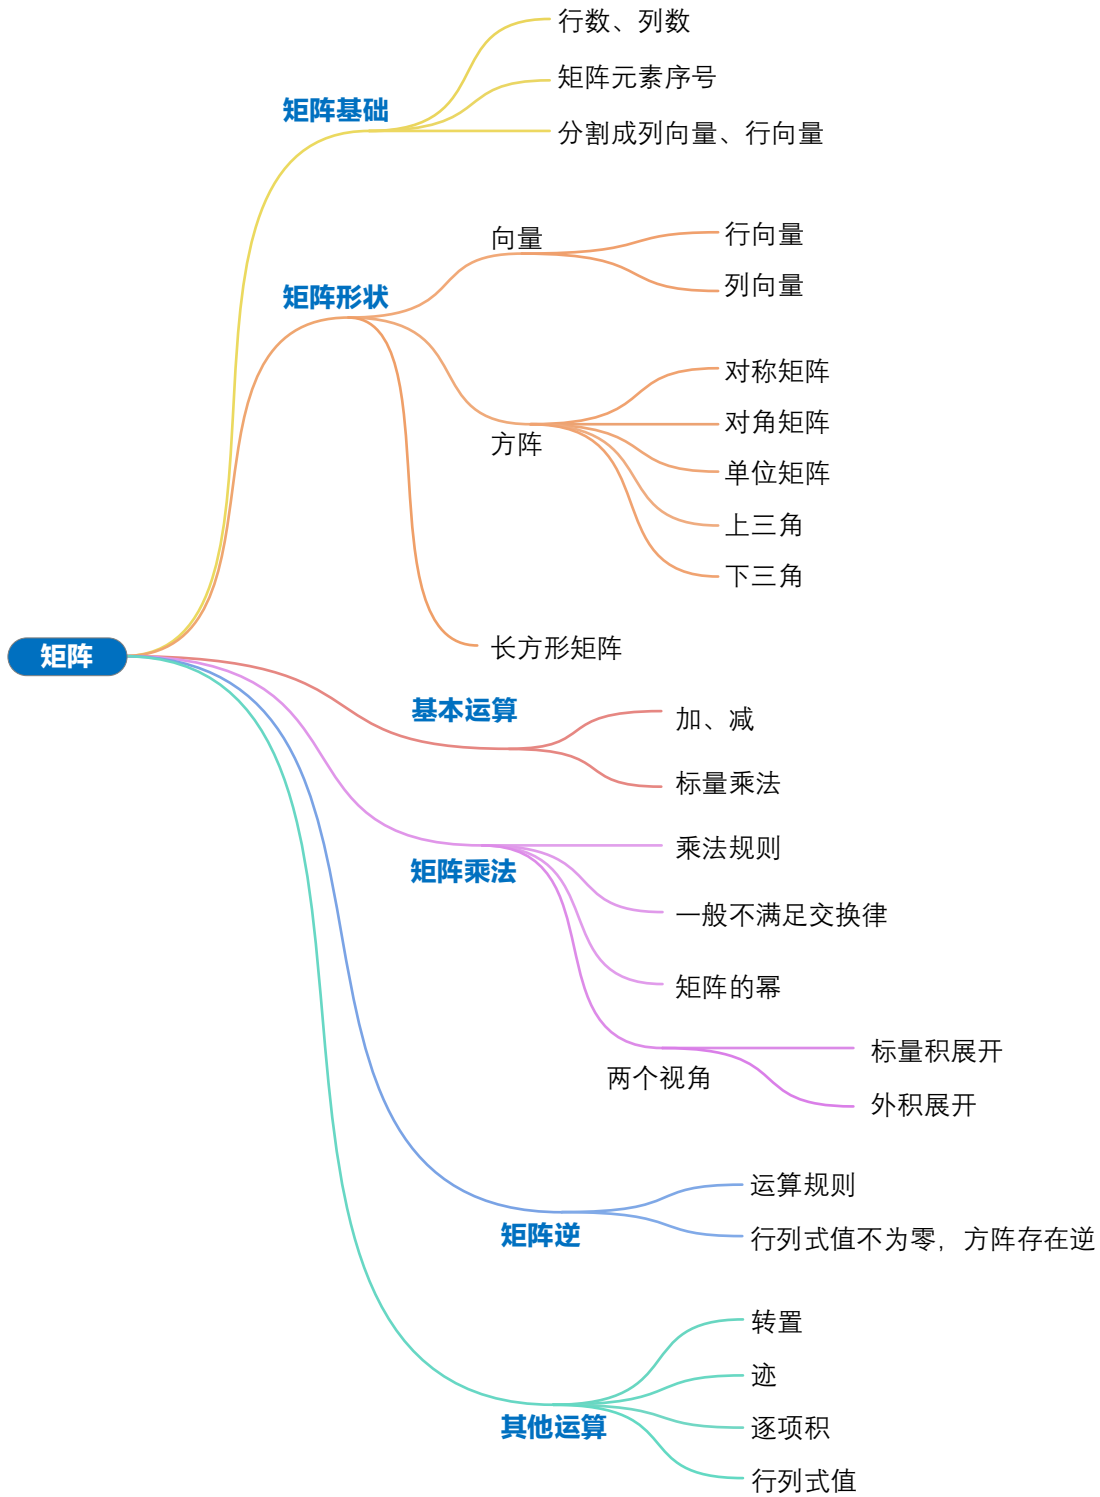 矩阵
矩阵基础
行数、列数
矩阵元素序号
分割成列向量、行向量
矩阵形状
向量
行向量
列向量
方阵
对称矩阵
对角矩阵
单位矩阵
上三角
下三角
长方形矩阵
基本运算
加、减
标量乘法
矩阵乘法
乘法规则
一般不满足交换律
矩阵的幂
两个视角
标量积展开
外积展开
矩阵逆
运算规则
行列式值不为零，方阵存在逆
其他运算
转置
迹
逐项积
行列式值